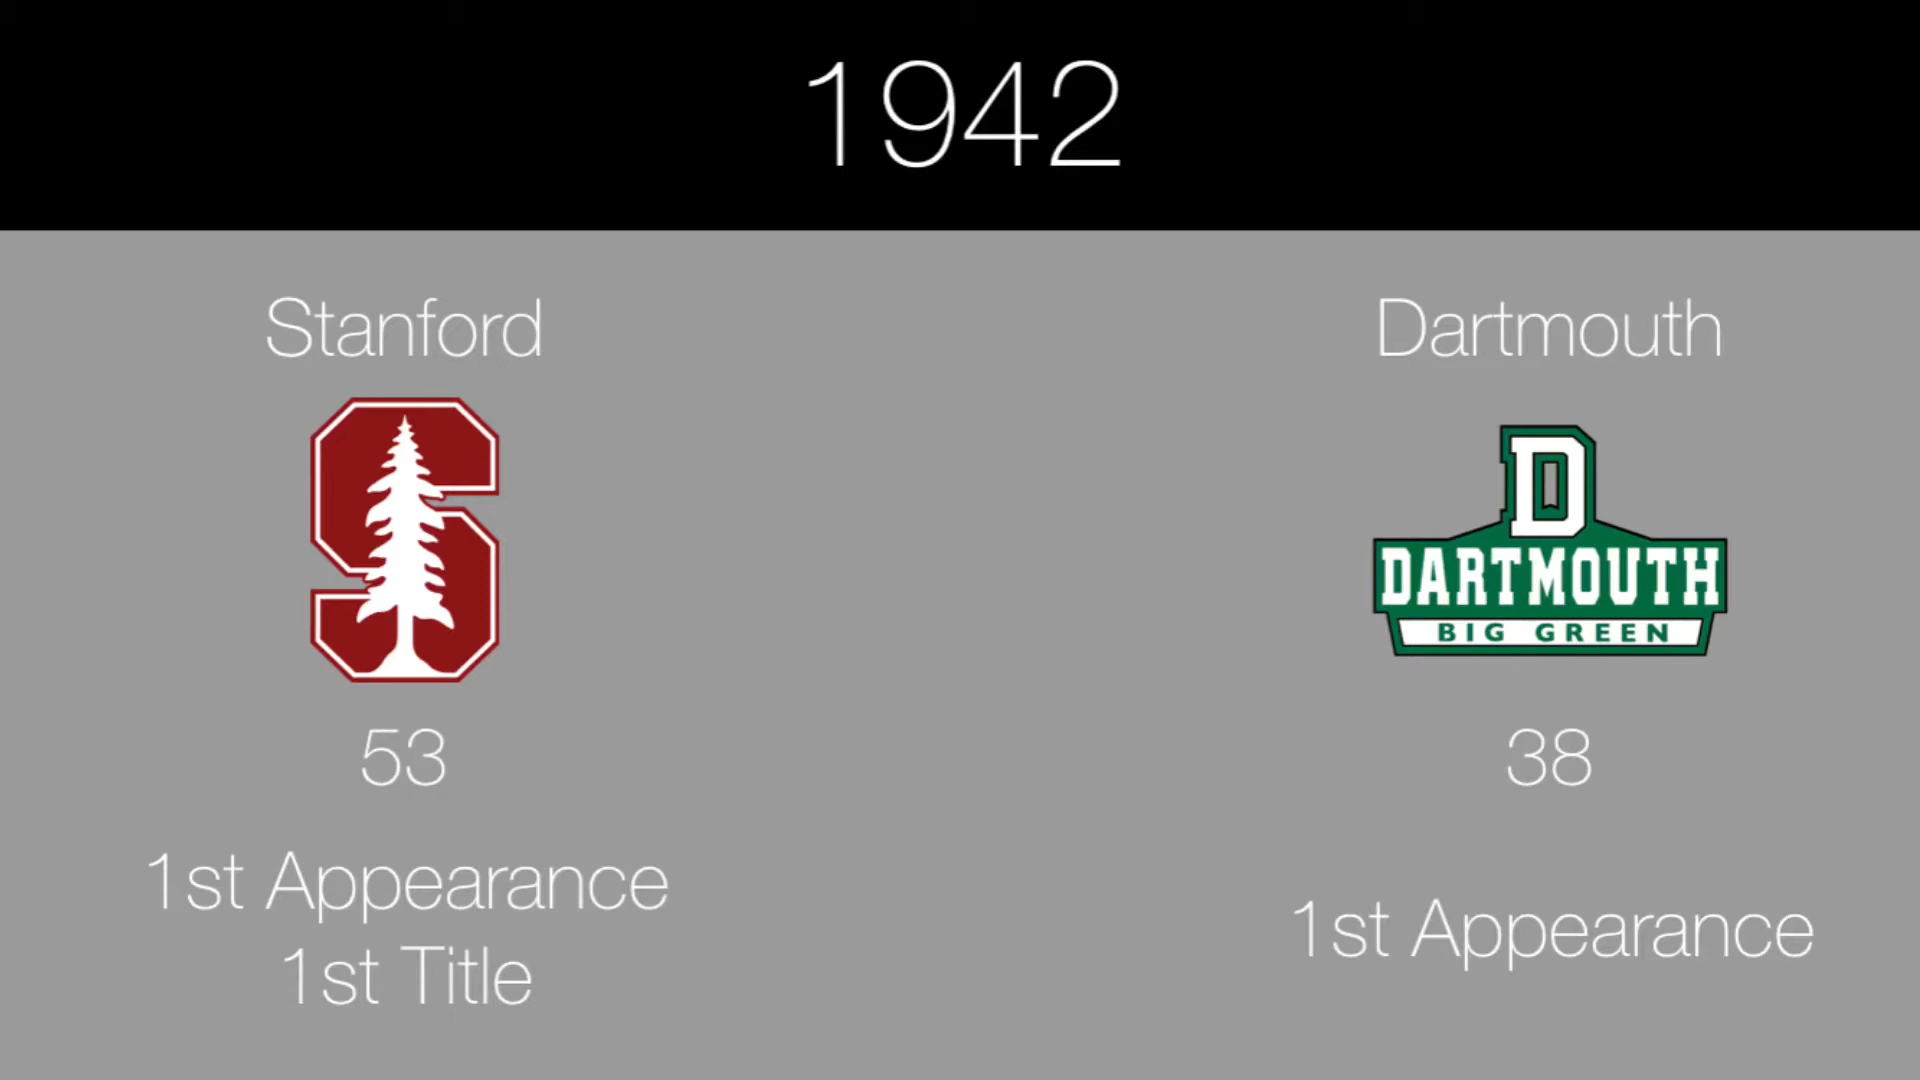 1942
Stanford
Dartmouth
D
DARTMOUTH
BIG GREEN
53
38
1st Appearance
1st Title
1st Appearance